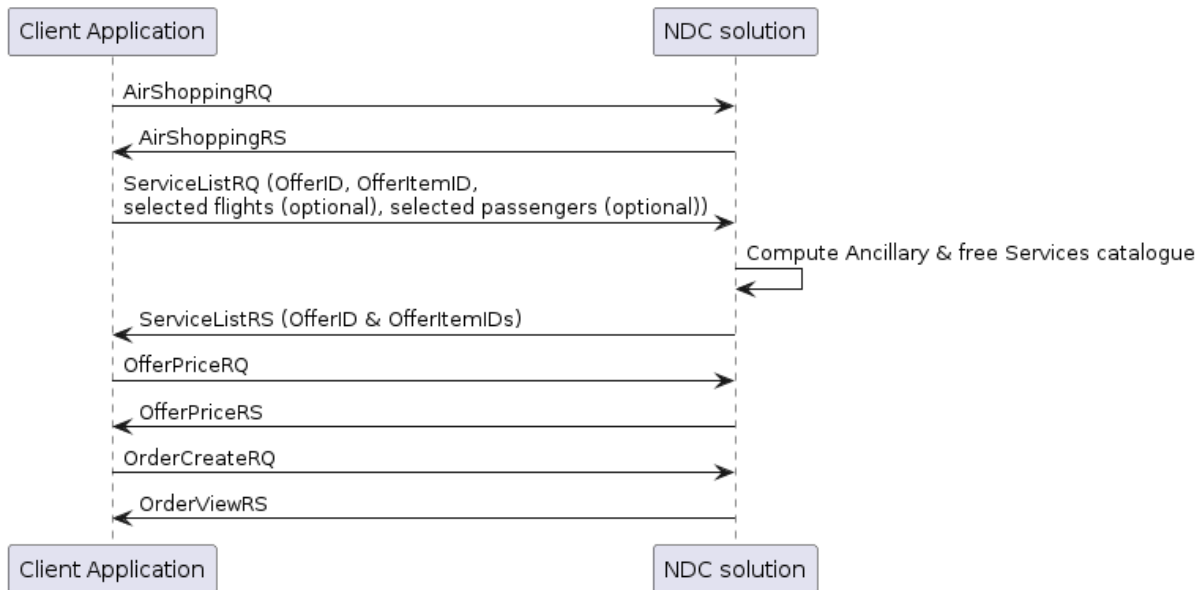 Client Application
NDC solution
AirShoppingRQ
AirShoppingRS
ServiceListRQ (OfferID, OfferItemID,
selected flights (optional), selected passengers (optional))
Compute Ancillary & free Services catalogue
ServiceListRS (OfferID & OfferItemIDs)
OfferPriceRQ
OfferPriceRS
OrderCreateRQ
OrderViewRS
Client Application
NDC solution